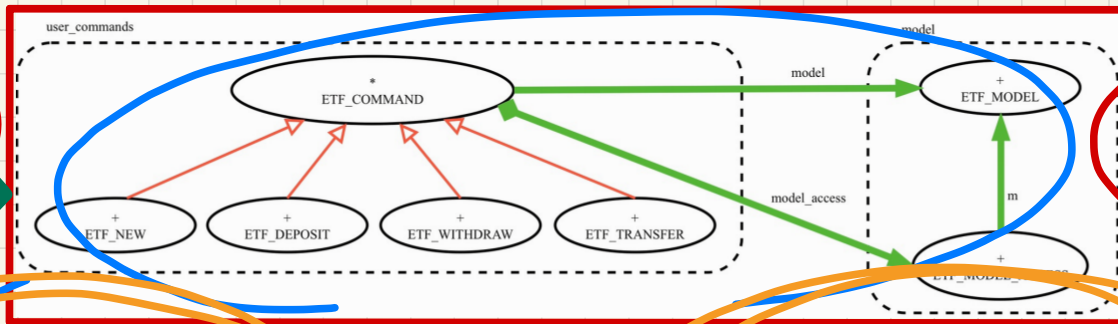 user_commands
model
*
ETF_COMMAND
model
+
ETF_MODEL
model_access
m
+
ETF_NEW
+
ETF_DEPOSIT
+
ETF_WITHDRAW
+
ETF_TRANSFER
+